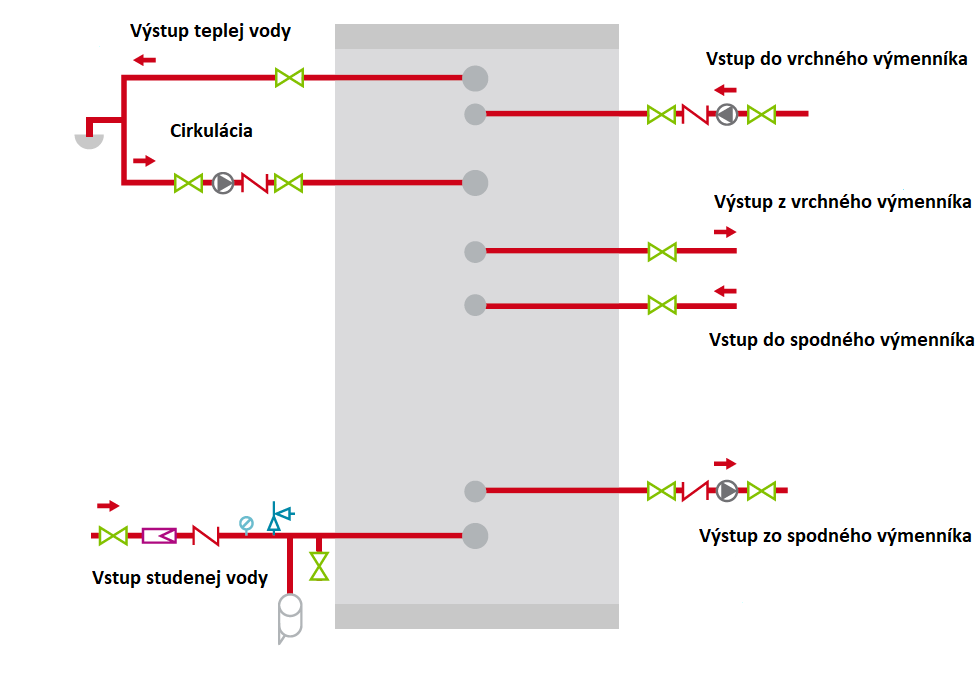 Výstup teplej vody
Vstup do vrchného výmenníka
Cirkulácia
Výstup z vrchného výmenníka
Vstup do spodného výmenníka
Výstup zo spodného výmenníka
Vstup studenej vody